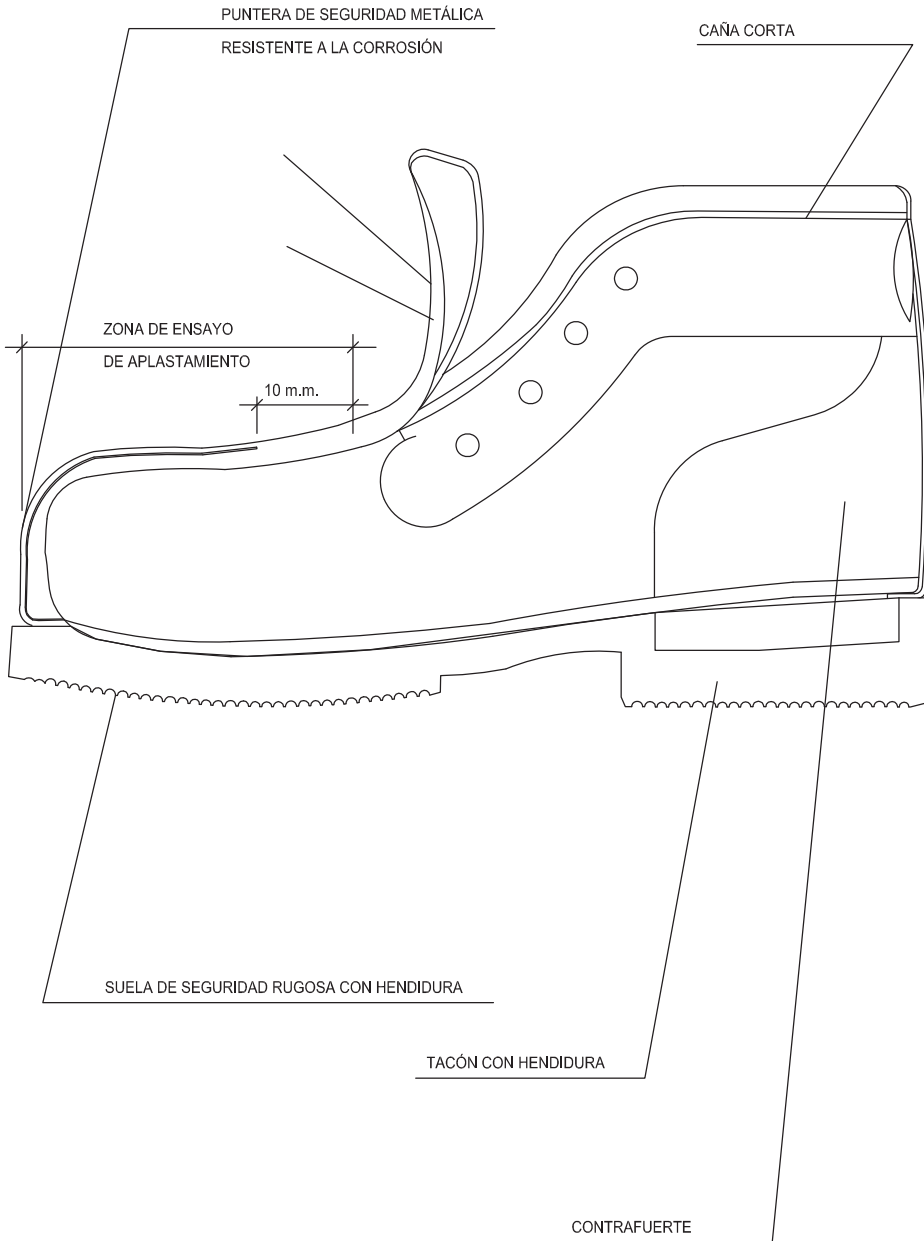 PUNTERA DE SEGURIDAD METÁLICA
RESISTENTE A LA CORROSIÓN
CAÑA CORTA
ZONA DE ENSAYO
DE APLASTAMIENTO
10 m.m.
SUELA DE SEGURIDAD RUGOSA CON HENDIDURA
TACÓN CON HENDIDURA
CONTRAFUERTE